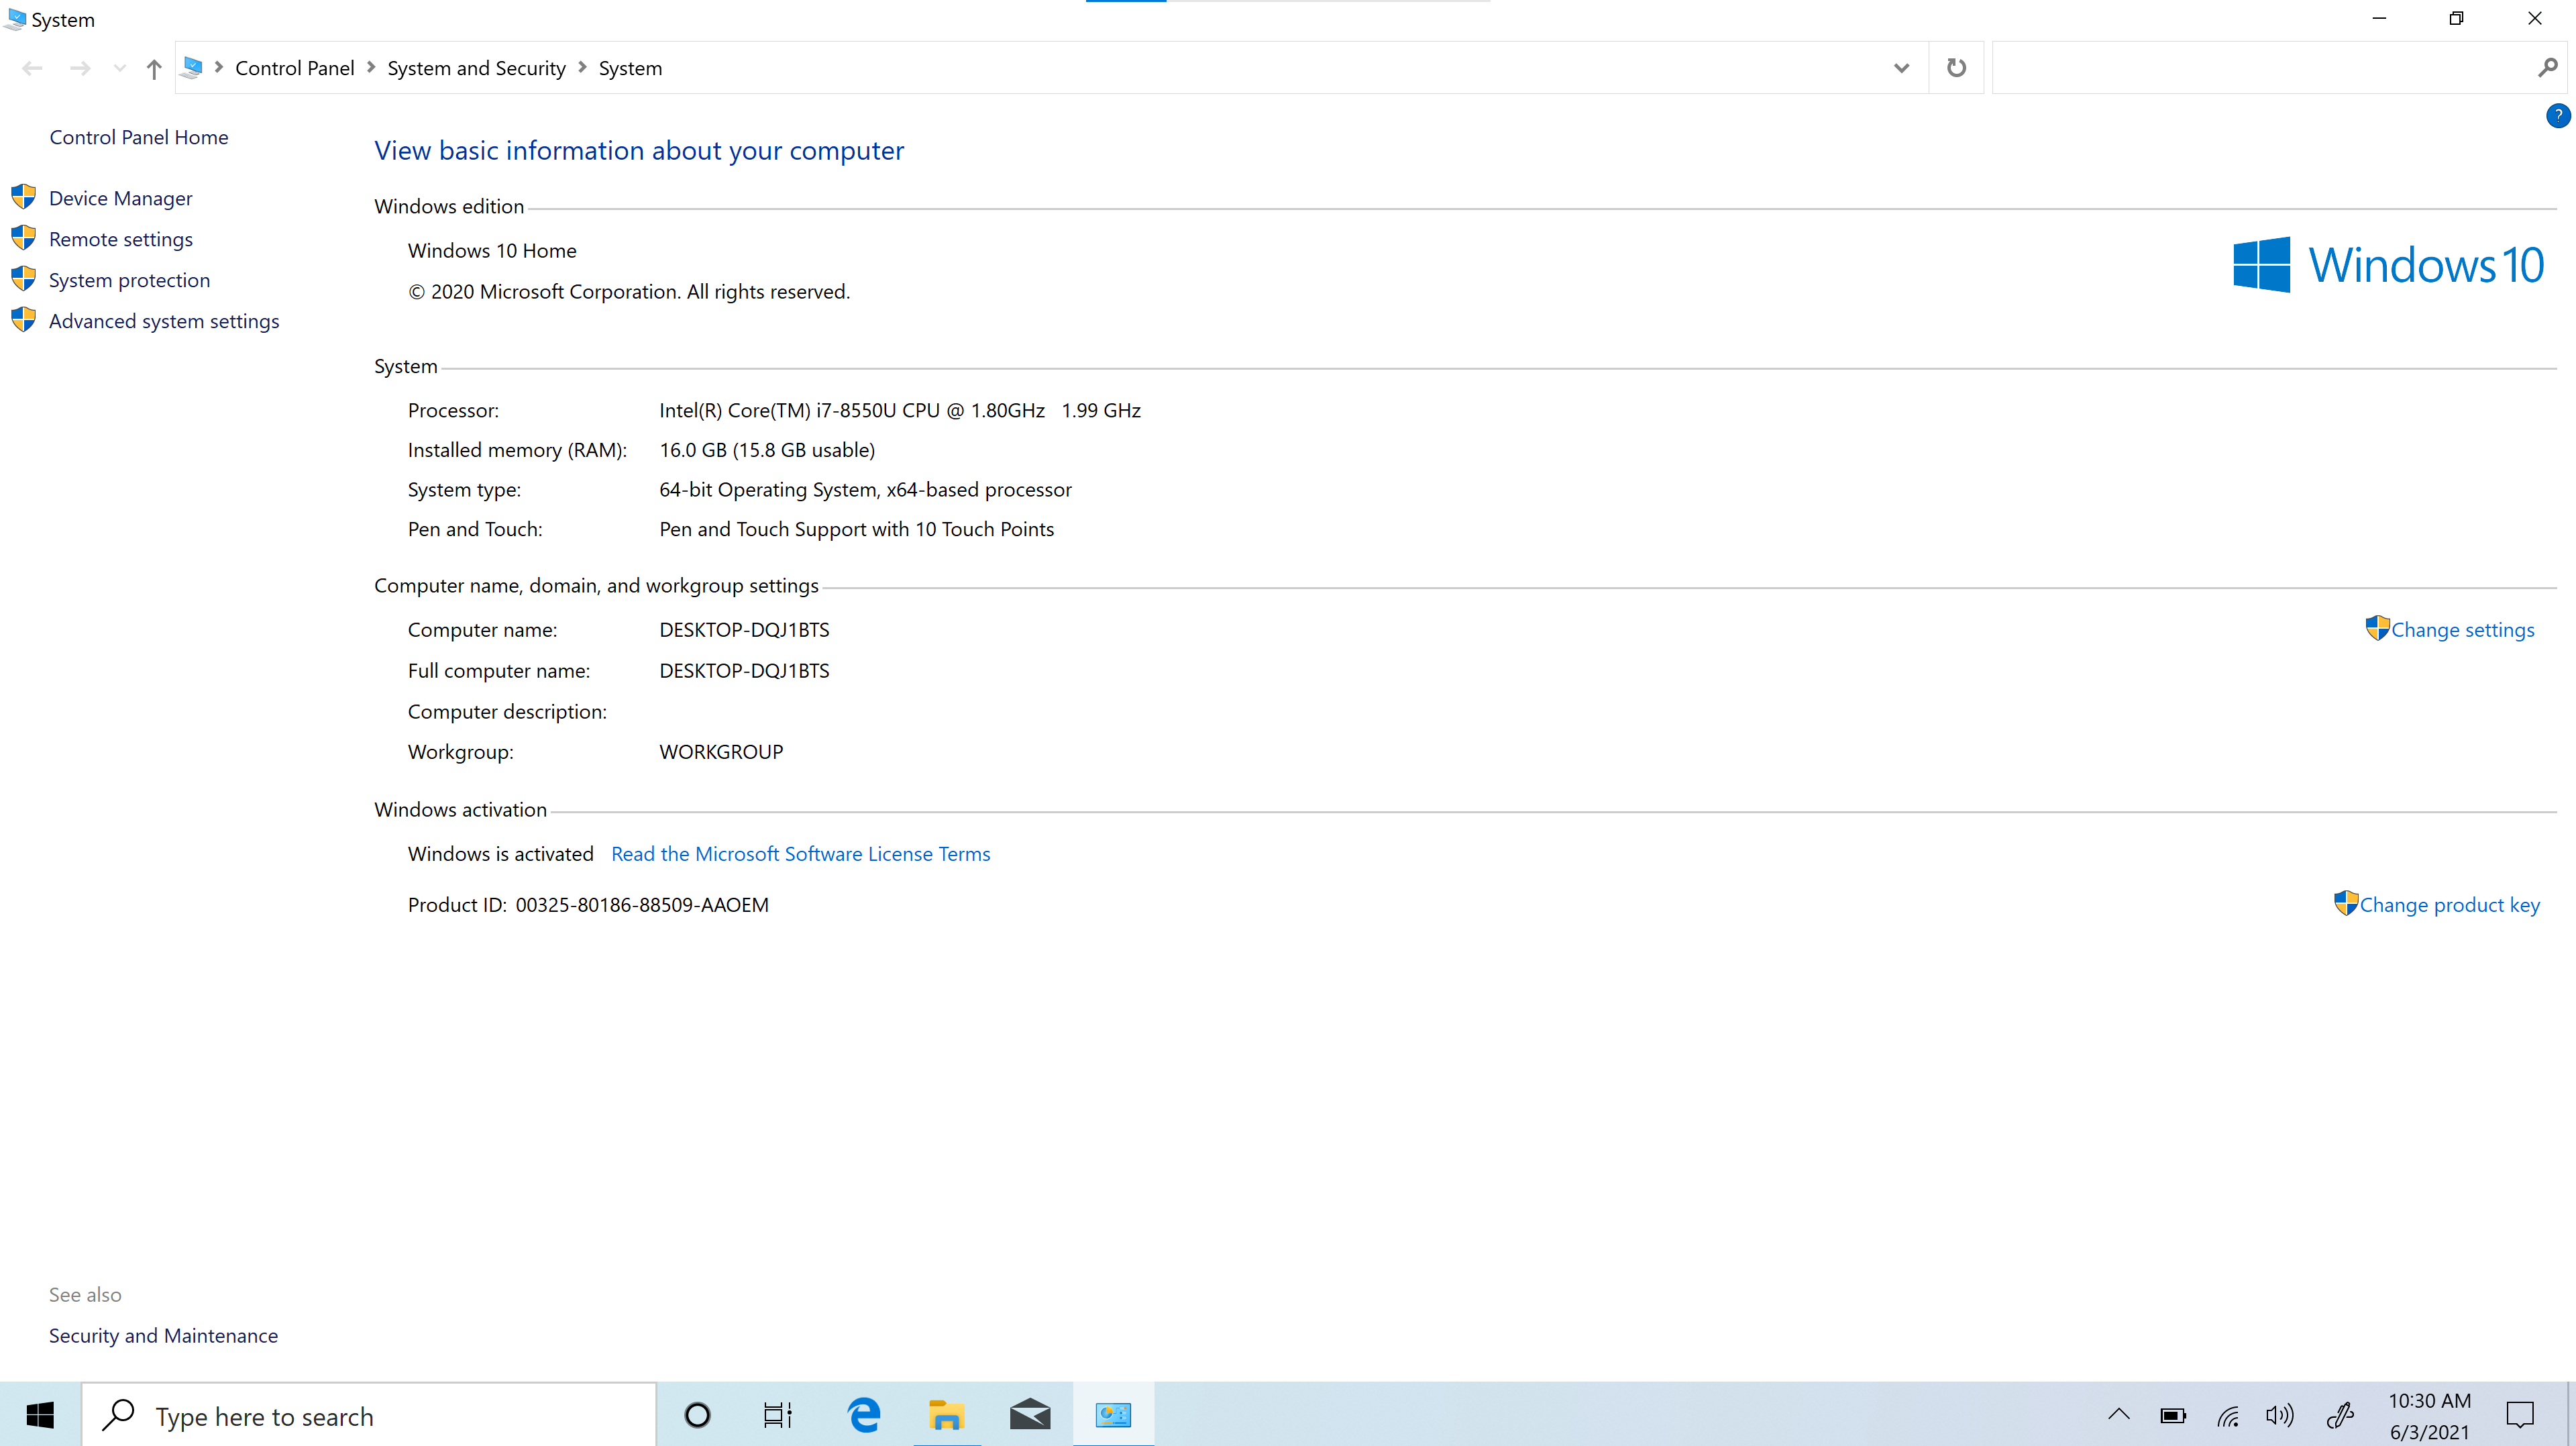 System
Control Panel > System and Security > System
?
Control Panel Home
Device Manager
Remote settings
System protection
Advanced system settings
View basic information about your computer
Windows edition
Windows 10 Home
© 2020 Microsoft Corporation. All rights reserved.
Windows 10
System
Processor: Intel(R) Core(TM) i7-8550U CPU @ 1.80GHz 1.99 GHz
Installed memory (RAM): 16.0 GB (15.8 GB usable)
System type: 64-bit Operating System, x64-based processor
Pen and Touch: Pen and Touch Support with 10 Touch Points
Computer name, domain, and workgroup settings
Computer name: DESKTOP-DQJ1BTS Change settings
Full computer name: DESKTOP-DQJ1BTS
Computer description:
Workgroup: WORKGROUP
Windows activation
Windows is activated Read the Microsoft Software License Terms
Product ID: 00325-80186-88509-AAOEM Change product key
See also
Security and Maintenance
Type here to search
10:30 AM
6/3/2021